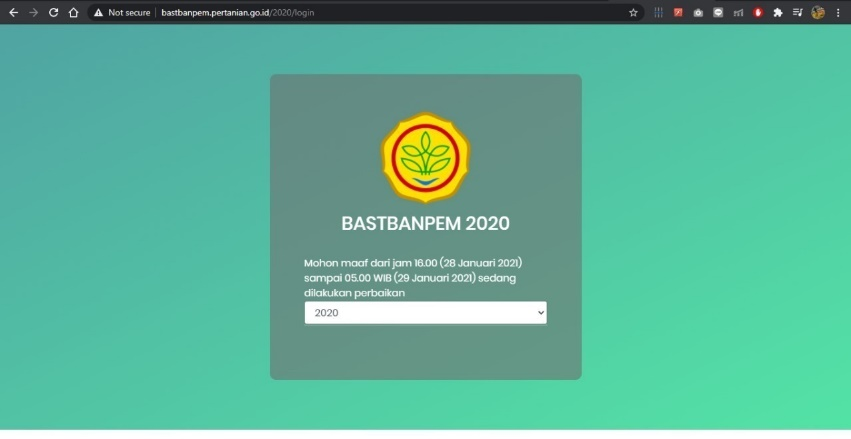 Not secure | bastbanpem.pertanian.go.id/2020/login
BASTBANPEM 2020
Mohon maaf dari jam 16.00 (28 Januari 2021)
sampai 05.00 WIB (29 Januari 2021) sedang
dilakukan perbaikan
2020